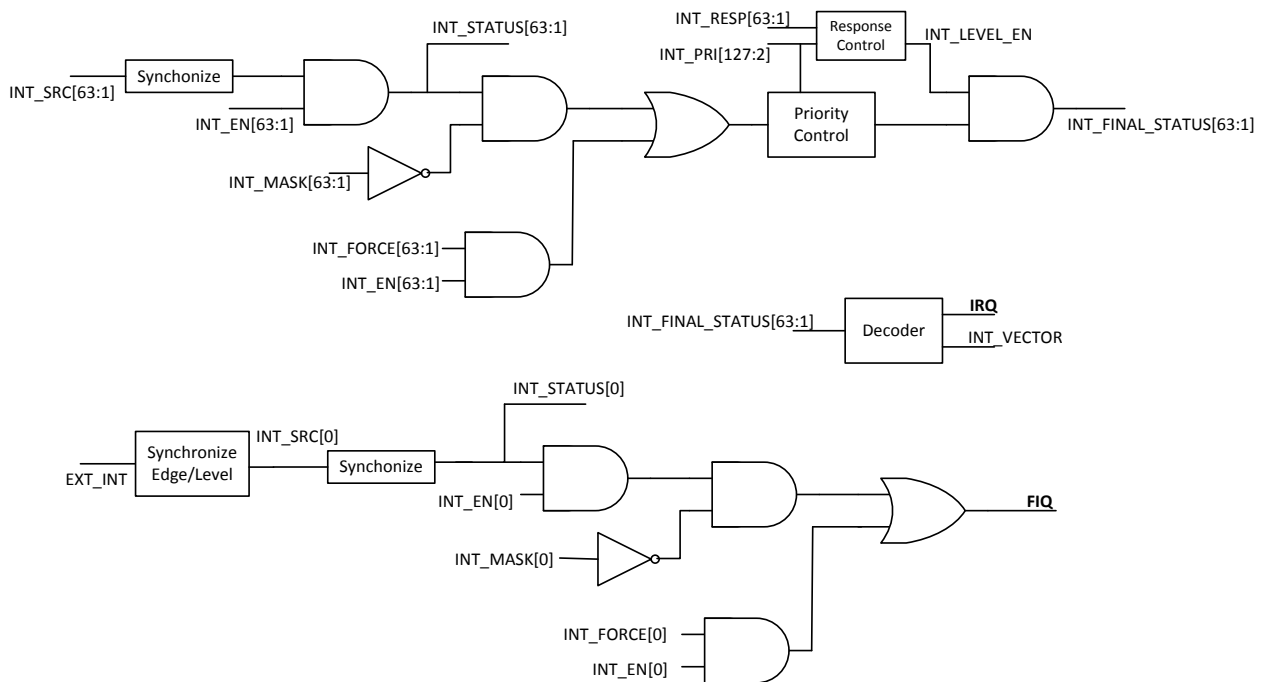 INT_STATUS[63:1]
INT_RESP[63:1]
Response
Control
INT_LEVEL_EN
INT_PRI[127:2]
Synchonize
INT_SRC[63:1]
INT_EN[63:1]
Priority
Control
INT_FINAL_STATUS[63:1]
INT_MASK[63:1]
INT_FORCE[63:1]
INT_EN[63:1]
INT_FINAL_STATUS[63:1]
Decoder
IRQ
INT_VECTOR
INT_STATUS[0]
EXT_INT
Synchronize
Edge/Level
INT_SRC[0]
Synchonize
INT_EN[0]
INT_MASK[0]
FIQ
INT_FORCE[0]
INT_EN[0]